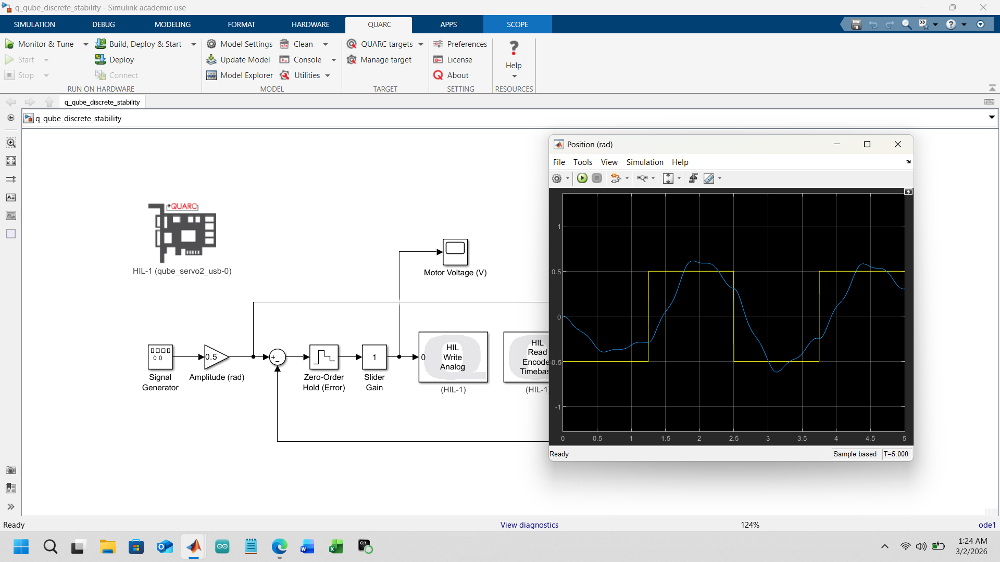 q_qube_discrete_stability - Simulink academic use
SIMULATION DEBUG MODELING FORMAT HARDWARE QUARC APPS SCOPE
Monitor & Tune Build, Deploy & Start Model Settings Clean QUARC targets Preferences
Start Deploy Update Model Console Manage target License Help
Stop Connect Model Explorer Utilities About
RUN ON HARDWARE MODEL TARGET SETTING RESOURCES
q_qube_discrete_stability
q_qube_discrete_stability
QUARC
HIL-1 (qube_servo2_usb-0)
Motor Voltage (V)
0.5
+
−
1
0
HIL
Write
Analog
HIL
Read
Encode
Timebas
Signal
Generator
Amplitude (rad)
Zero-Order
Hold (Error)
Slider
Gain
(HIL-1)
(HIL-1
Position (rad)
File Tools View Simulation Help
1
0.5
0
-0.5
-1
0 0.5 1 1.5 2 2.5 3 3.5 4 4.5 5
Ready Sample based T=5.000
Ready View diagnostics 124% ode1
1:24 AM
3/2/2026